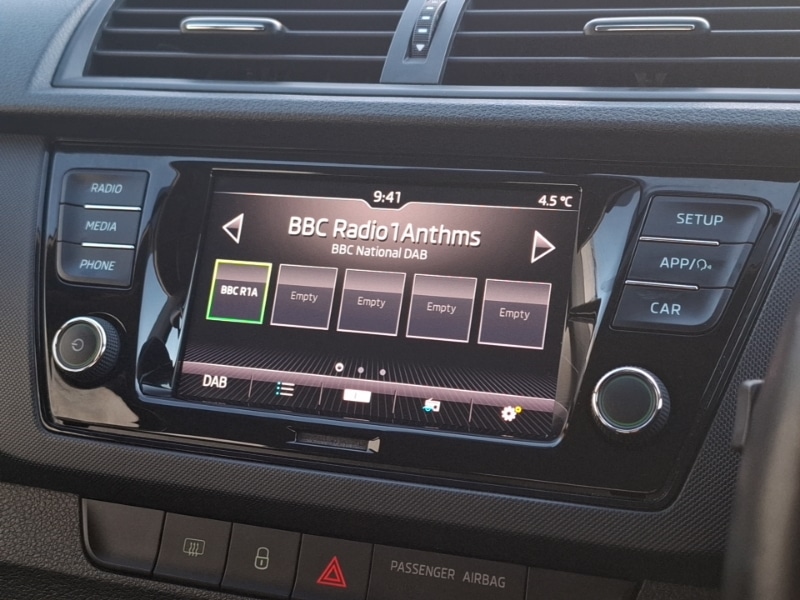 RADIO
MEDIA
PHONE
9:41
4.5 °C
BBC Radio1Anthms
BBC National DAB
BBC R1A
Empty
Empty
Empty
Empty
DAB
SETUP
APP/
CAR
PASSENGER AIRBAG